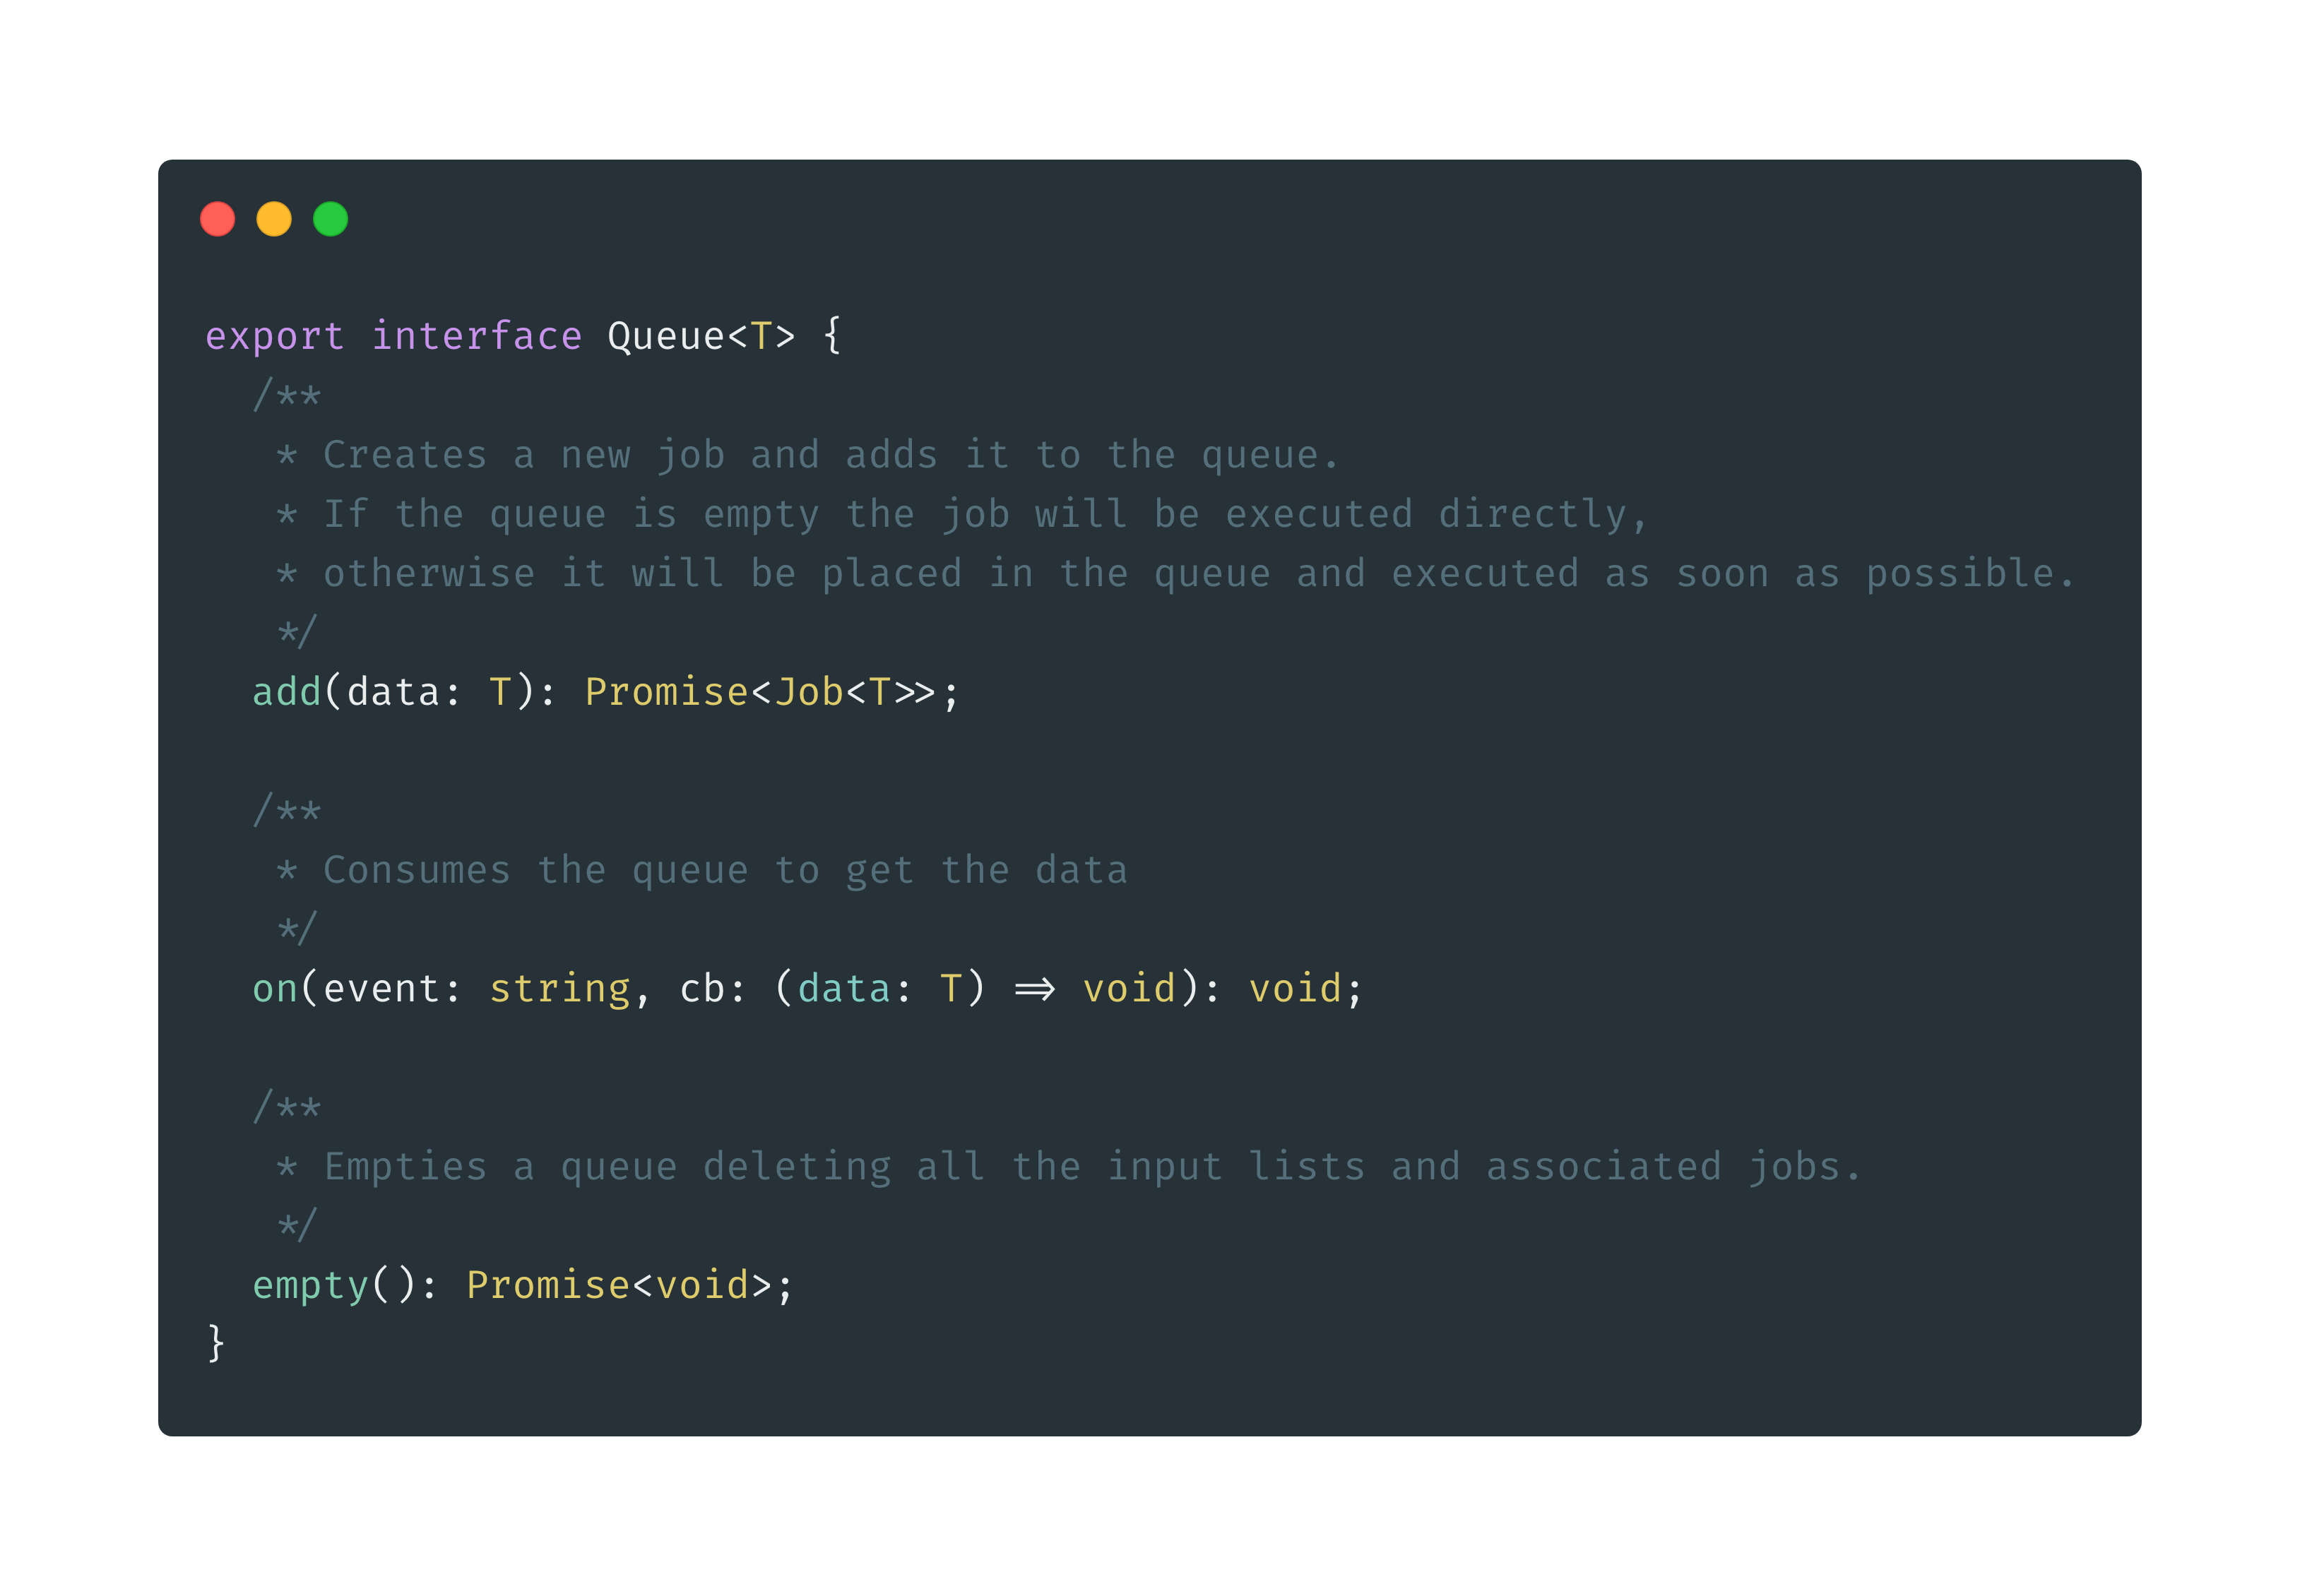 export interface Queue<T> {
  /**
   * Creates a new job and adds it to the queue.
   * If the queue is empty the job will be executed directly,
   * otherwise it will be placed in the queue and executed as soon as possible.
   */
  add(data: T): Promise<Job<T>>;

  /**
   * Consumes the queue to get the data
   */
  on(event: string, cb: (data: T) => void): void;

  /**
   * Empties a queue deleting all the input lists and associated jobs.
   */
  empty(): Promise<void>;
}